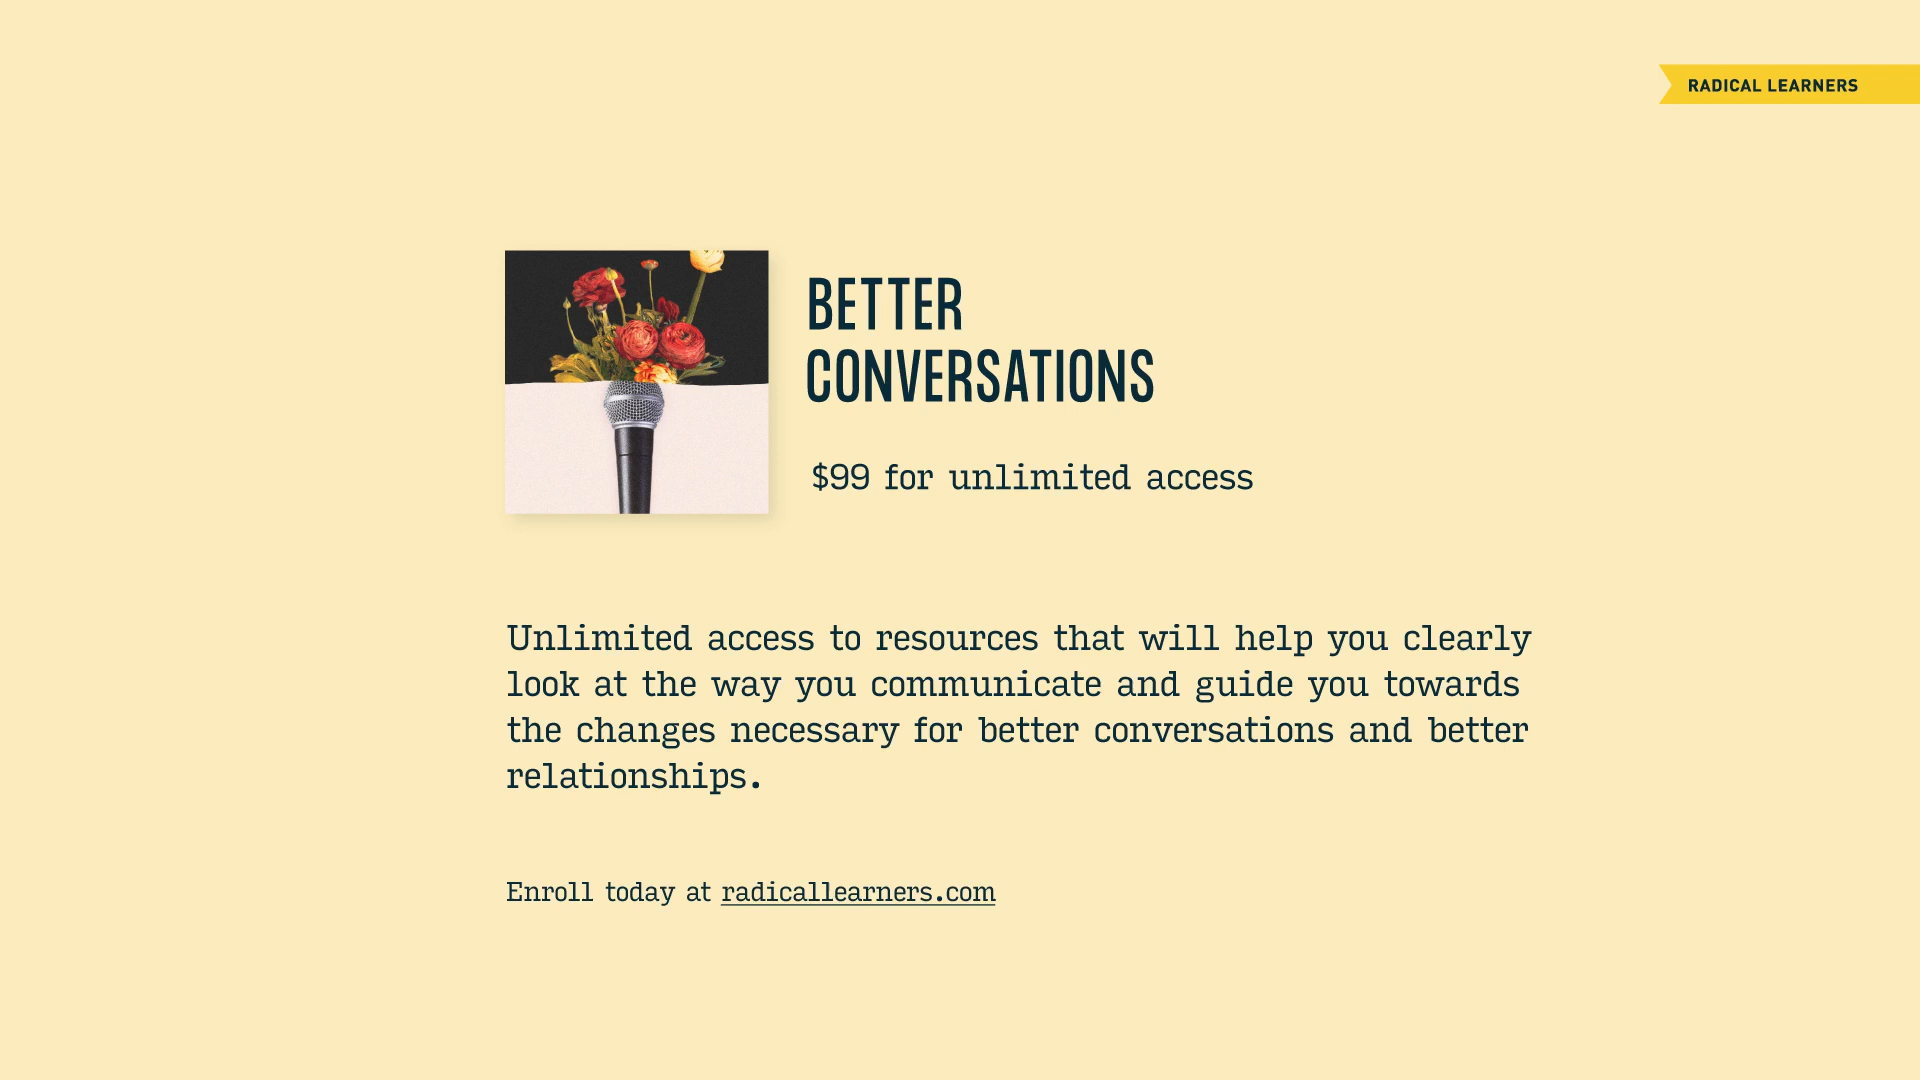 RADICAL LEARNERS
BETTER
CONVERSATIONS
$99 for unlimited access
Unlimited access to resources that will help you clearly
look at the way you communicate and guide you towards
the changes necessary for better conversations and better
relationships.
Enroll today at radicallearners.com